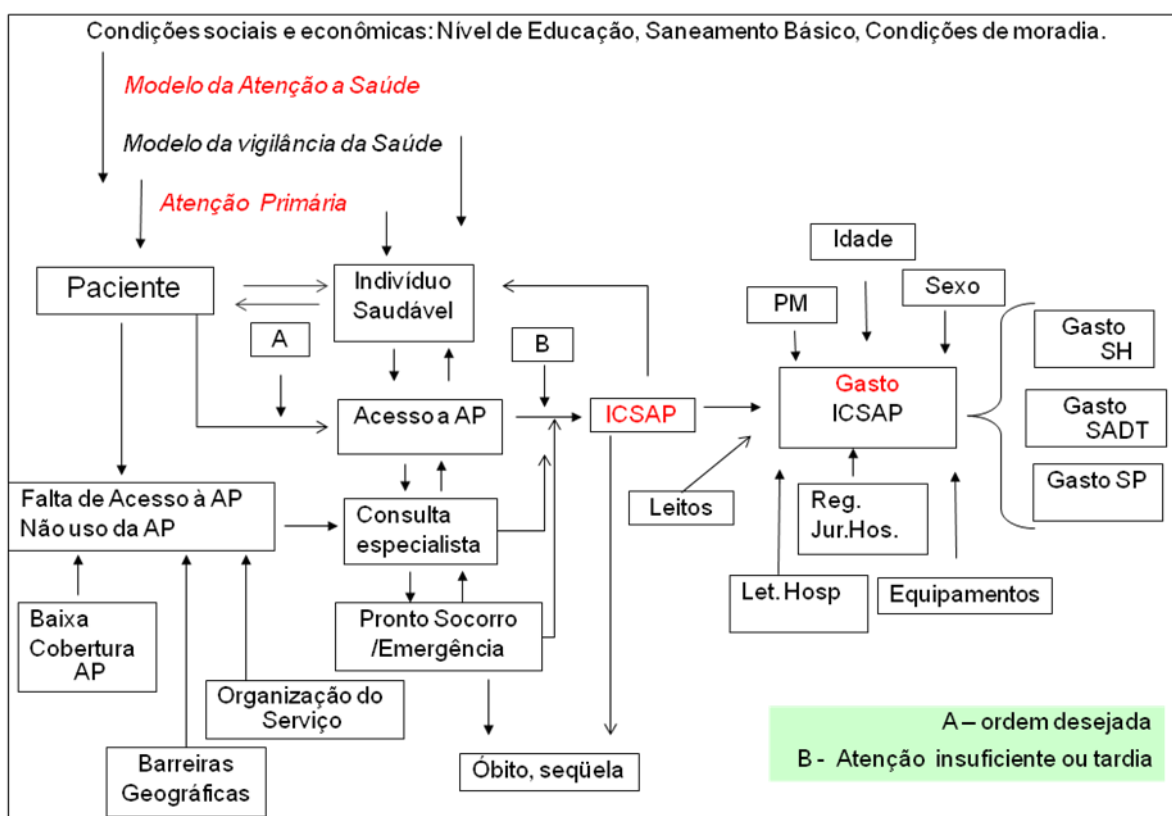 Condições sociais e econômicas: Nível de Educação, Saneamento Básico, Condições de moradia.
Modelo da Atenção a Saúde
Modelo da vigilância da Saúde
Atenção Primária
Paciente
Indivíduo
Saudável
A
Acesso a AP
B
ICSAP
Falta de Acesso à AP
Não uso da AP
Consulta
especialista
Baixa
Cobertura
AP
Organização do
Serviço
Barreiras
Geográficas
Pronto Socorro
/Emergência
Óbito, seqüela
Idade
PM
Sexo
Gasto
ICSAP
Leitos
Reg.
Jur.Hos.
Let.Hosp
Equipamentos
Gasto
SH
Gasto
SADT
Gasto SP
A – ordem desejada
B - Atenção insuficiente ou tardia